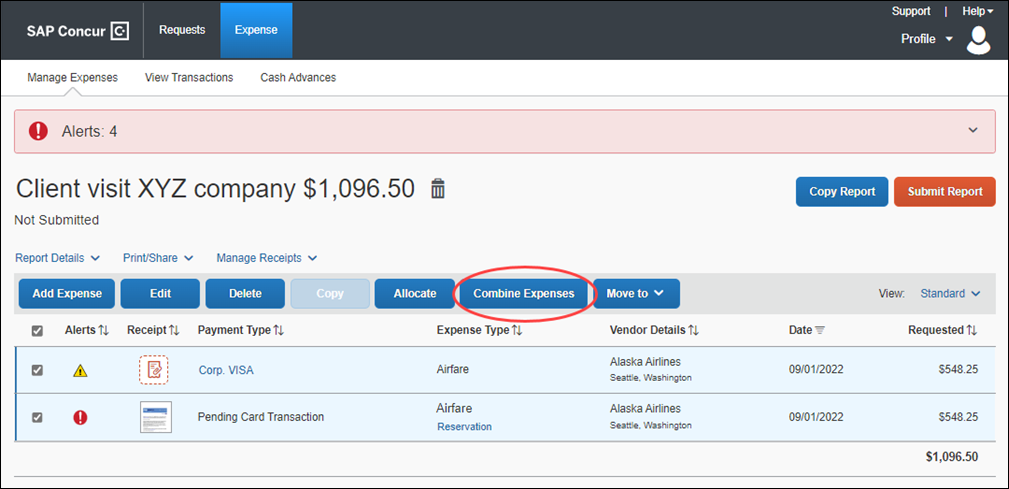 Support | Help
SAP Concur C
Requests
Expense
Profile
Manage Expenses View Transactions Cash Advances
Alerts: 4
Client visit XYZ company $1,096.50
Copy Report Submit Report
Not Submitted
Report Details Print/Share Manage Receipts
Add Expense Edit Delete Copy Allocate Combine Expenses Move to View: Standard
Alerts Receipt Payment Type Expense Type Vendor Details Date Requested
Corp. VISA Airfare Alaska Airlines 09/01/2022 $548.25
Seattle, Washington
Pending Card Transaction Airfare Alaska Airlines 09/01/2022 $548.25
Reservation Seattle, Washington
$1,096.50